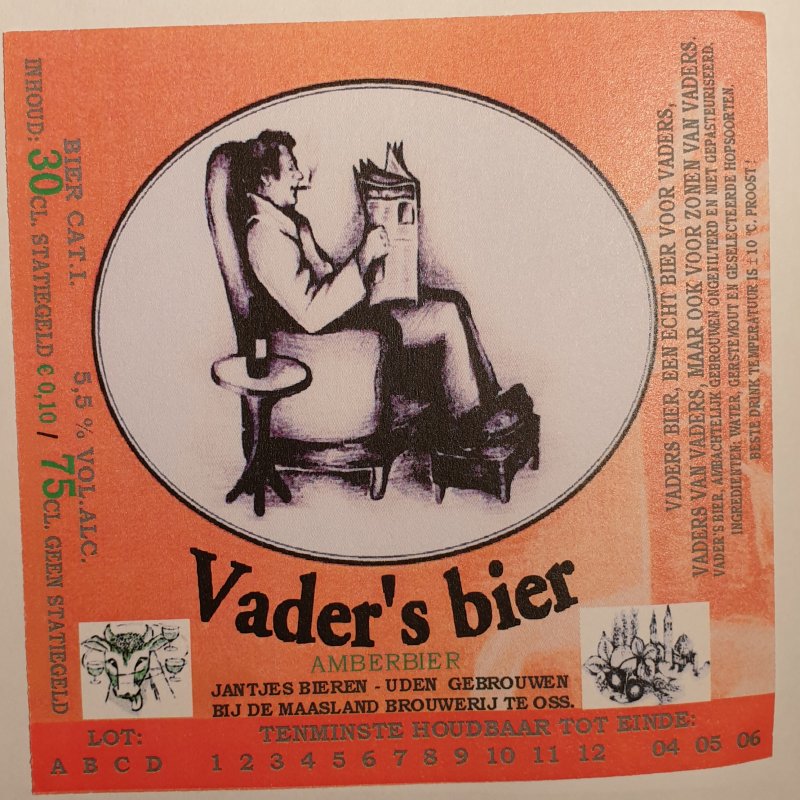 INHOUD: 30CL. STATIEGELD € 0,10 / 75CL. GEEN STATIEGELD
BIER CAT.I. 5,5 % VOL.ALC.
Vader's bier
AMBERBIER
JANTJES BIEREN - UDEN GEBROUWEN
BIJ DE MAASLAND BROUWERIJ TE OSS.
VADERS BIER, EEN ECHT BIER VOOR VADERS,
VADERS VAN VADERS, MAAR OOK VOOR ZONEN VAN VADERS.
VADER'S BIER, AMBACHTELIJK GEBROUWEN ONGEFILTERD EN NIET GEPASTEURISEERD.
INGREDIENTEN: WATER, GERSTEMOUT EN GESELECTEERDE HOPSOORTEN.
BESTE DRINK TEMPERATUUR IS ± 10 °C. PROOST!
LOT: TENMINSTE HOUDBAAR TOT EINDE:
A B C D 1 2 3 4 5 6 7 8 9 10 11 12 04 05 06